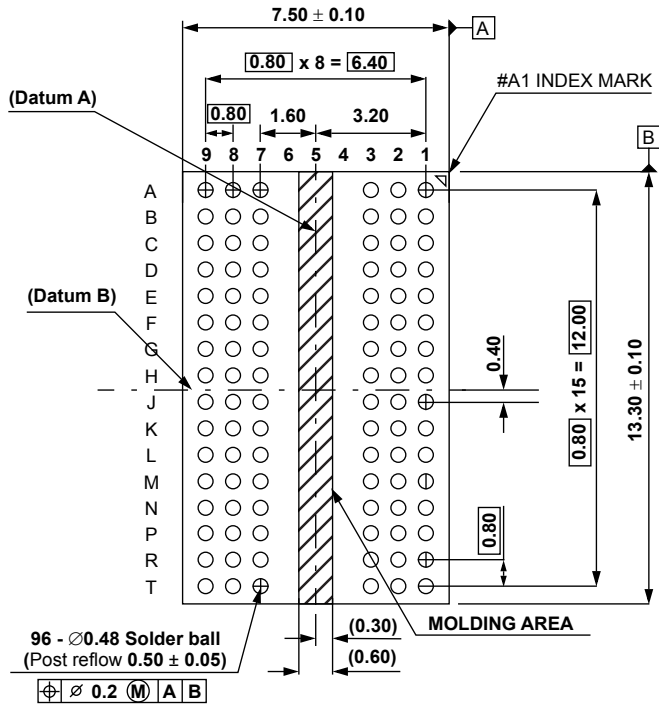 7.50 ± 0.10
A
0.80 x 8 = 6.40
#A1 INDEX MARK
(Datum A)
0.80
1.60
3.20
B
9 8 7 6 5 4 3 2 1
A
B
C
D
E
(Datum B)
F
G
H
J
K
L
M
N
P
R
T
0.40
0.80 x 15 = 12.00
13.30 ± 0.10
0.80
(0.30)
MOLDING AREA
(0.60)
96 - ∅0.48 Solder ball
(Post reflow 0.50 ± 0.05)
⌖ ∅ 0.2 Ⓜ A B